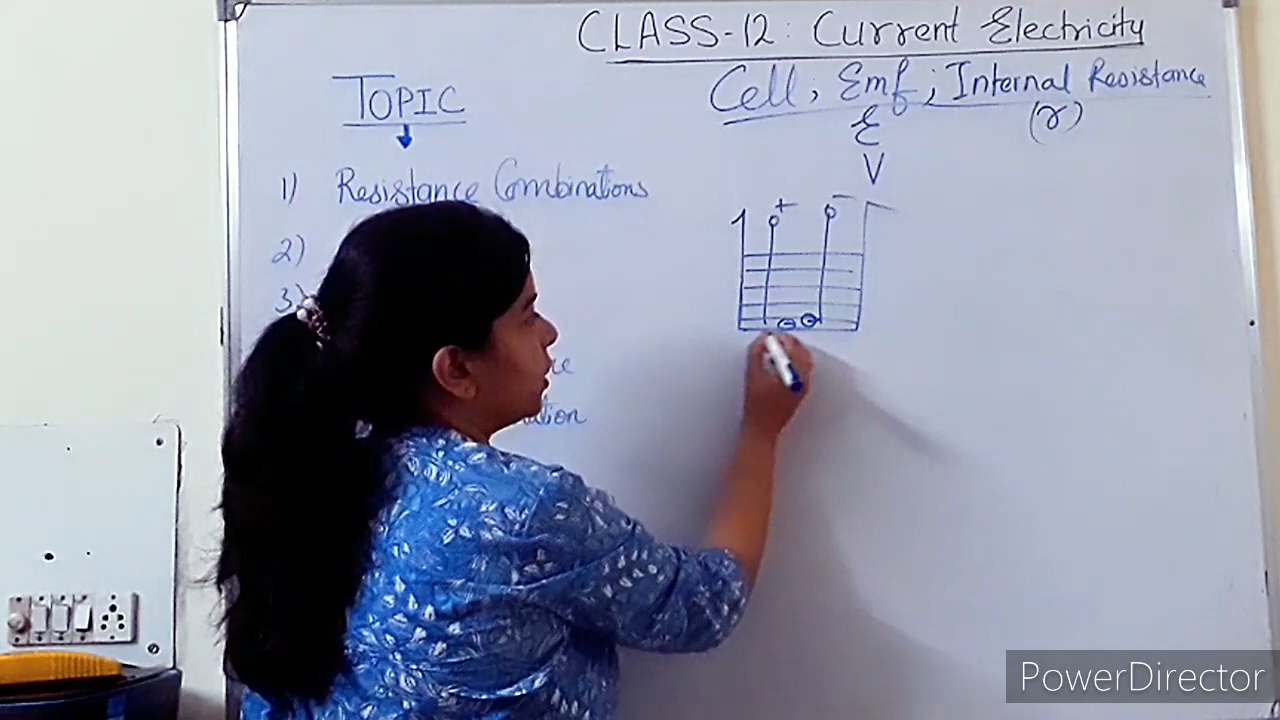 CLASS-12: Current Electricity
Cell; Emf; Internal Resistance
ε
(r)
V
TOPIC
1) Resistance Combinations
2)
3)
+
-
PowerDirector